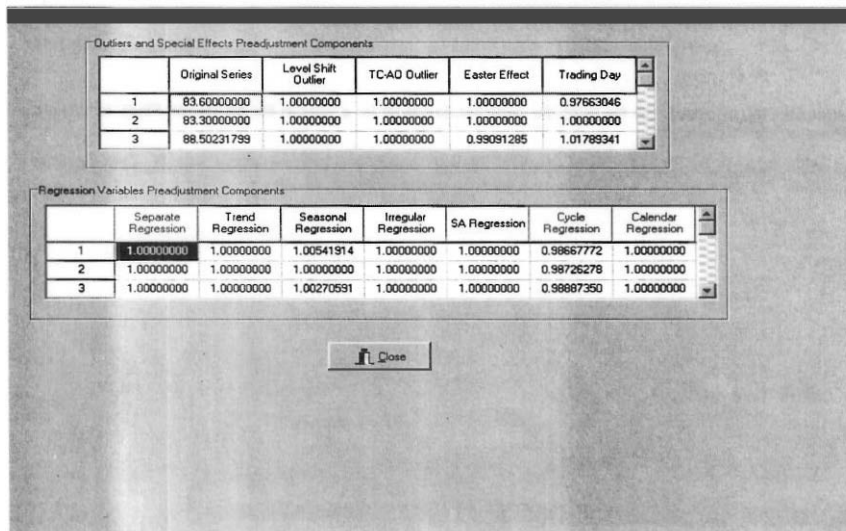 Outliers and Special Effects Preadjustment Components
Original Series Level Shift Outlier TC-AO Outlier Easter Effect Trading Day
1 83.60000000 1.00000000 1.00000000 1.00000000 0.97663046
2 83.30000000 1.00000000 1.00000000 1.00000000 1.00000000
3 88.50231799 1.00000000 1.00000000 0.99091285 1.01789341
Regression Variables Preadjustment Components
Separate Regression Trend Regression Seasonal Regression Irregular Regression SA Regression Cycle Regression Calendar Regression
1 1.00000000 1.00000000 1.00541914 1.00000000 1.00000000 0.98667772 1.00000000
2 1.00000000 1.00000000 1.00000000 1.00000000 1.00000000 0.98726278 1.00000000
3 1.00000000 1.00000000 1.00270591 1.00000000 1.00000000 0.98887350 1.00000000
Close